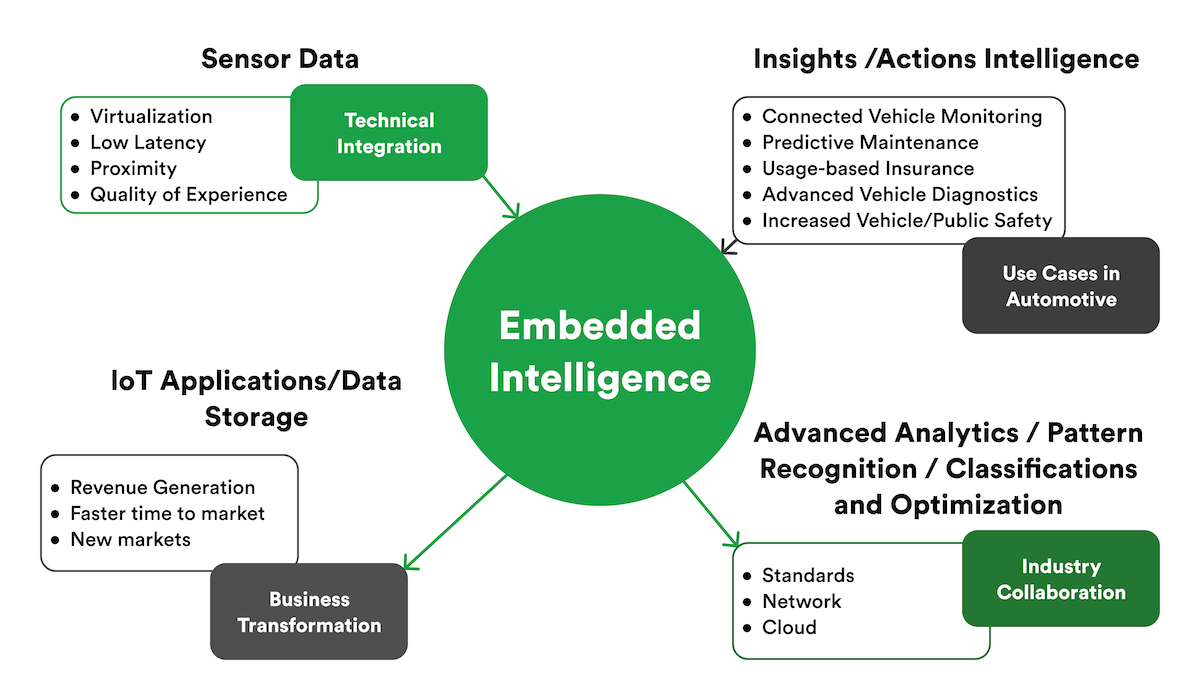 Sensor Data
• Virtualization
• Low Latency
• Proximity
• Quality of Experience
Technical
Integration
Insights /Actions Intelligence
• Connected Vehicle Monitoring
• Predictive Maintenance
• Usage-based Insurance
• Advanced Vehicle Diagnostics
• Increased Vehicle/Public Safety
Use Cases in
Automotive
Embedded
Intelligence
IoT Applications/Data
Storage
• Revenue Generation
• Faster time to market
• New markets
Business
Transformation
Advanced Analytics / Pattern
Recognition / Classifications
and Optimization
• Standards
• Network
• Cloud
Industry
Collaboration